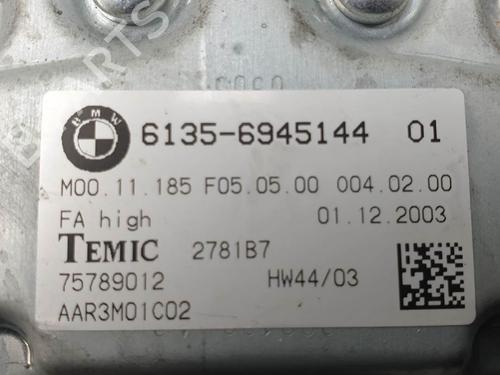 BMW
6135-6945144 01
M00.11.185 F05.05.00 004.02.00
FA high 01.12.2003
TEMIC 2781B7
75789012 HW44/03
AAR3M01C02